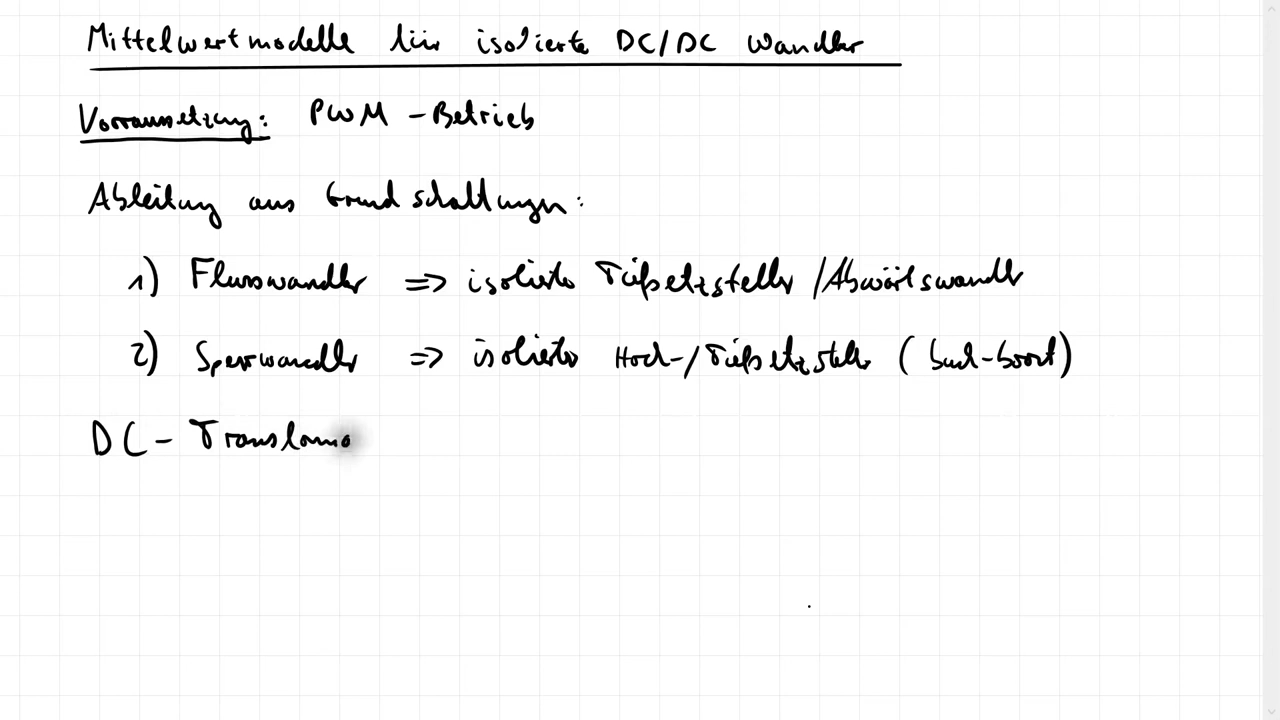 Mittelwertmodelle für isolierte DC/DC Wandler
Vorraussetzung: PWM - Betrieb
Ableitung aus Grundschaltungen:
1) Flusswandler => isolierter Tiefsetzsteller / Abwärtswandler
2) Sperrwandler => isolierter Hoch-/Tiefsetzsteller (buck-boost)
DC - Transforma